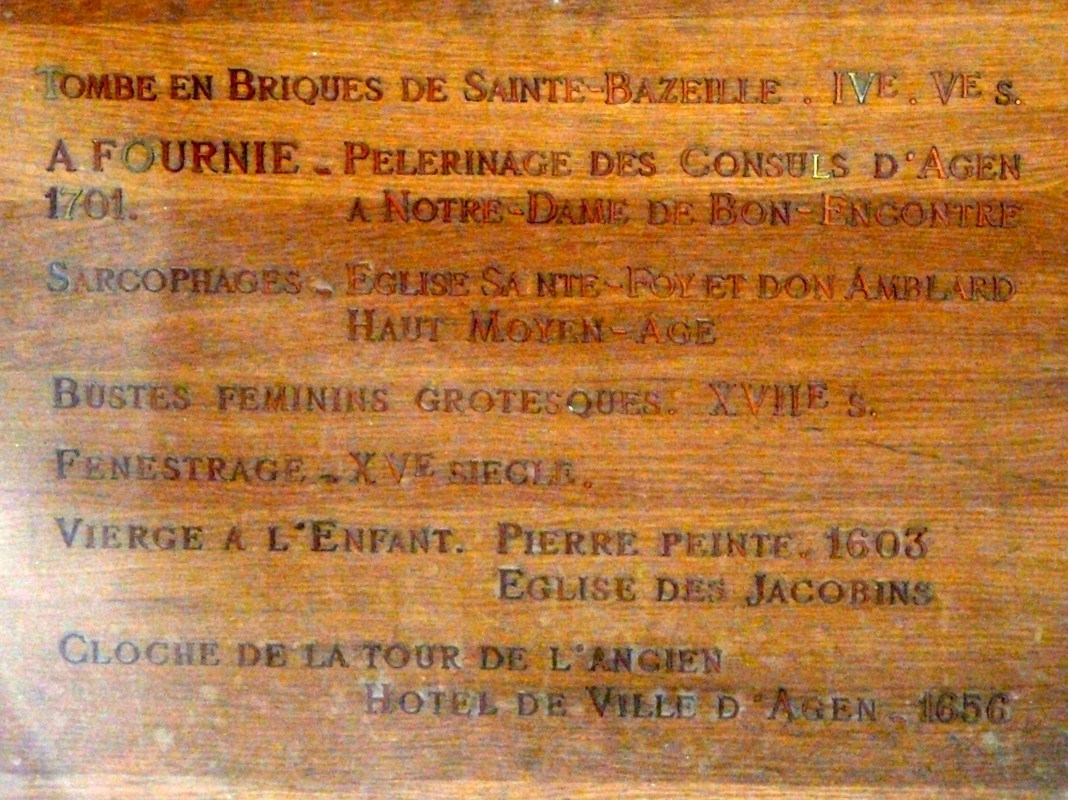 TOMBE EN BRIQUES DE SAINTE-BAZEILLE . IVE . VE S.
A FOURNIE - PELERINAGE DES CONSULS D'AGEN
1701. A NOTRE-DAME DE BON-ENCONTRE
SARCOPHAGES - EGLISE SA NTE-FOY ET DON AMBLARD
HAUT MOYEN-AGE
BUSTES FEMININS GROTESQUES. XVIIE S.
FENESTRAGE - XVE SIECLE.
VIERGE A L'ENFANT. PIERRE PEINTE. 1603
EGLISE DES JACOBINS
CLOCHE DE LA TOUR DE L'ANCIEN
HOTEL DE VILLE D'AGEN - 1656